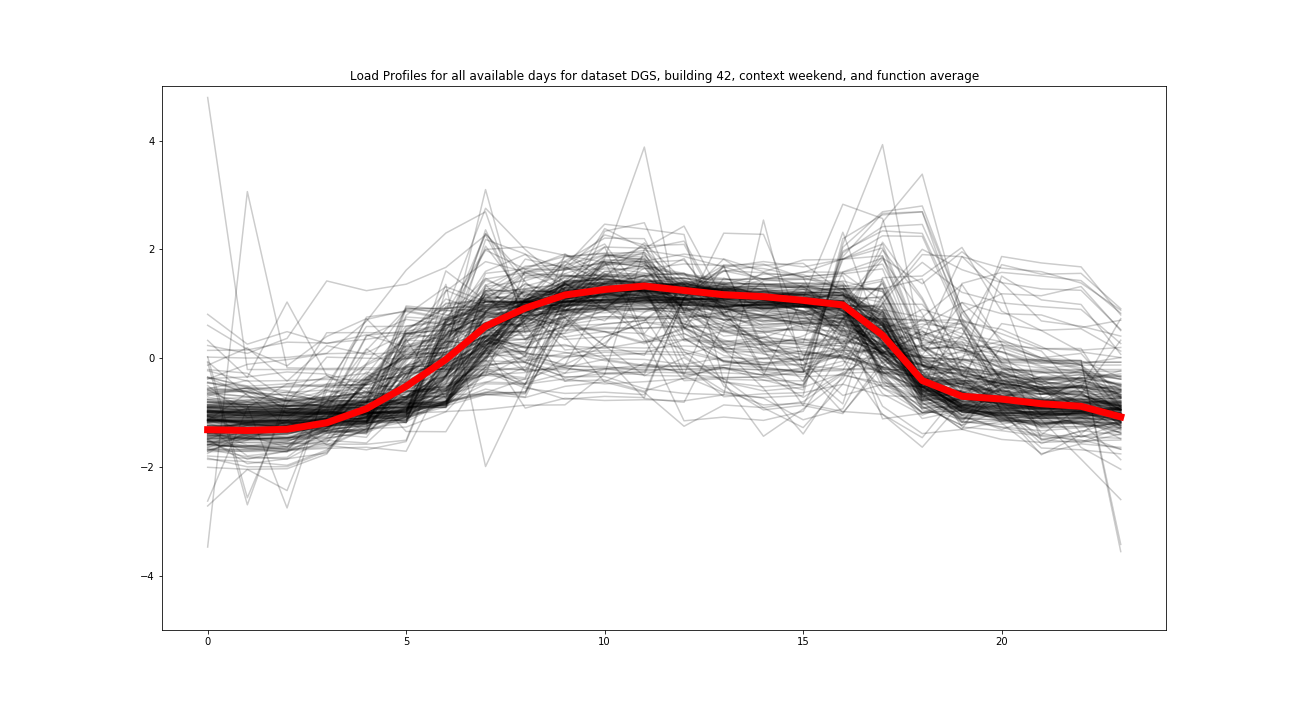 Load Profiles for all available days for dataset DGS, building 42, context weekend, and function average
4
2
0
−2
−4
0 5 10 15 20